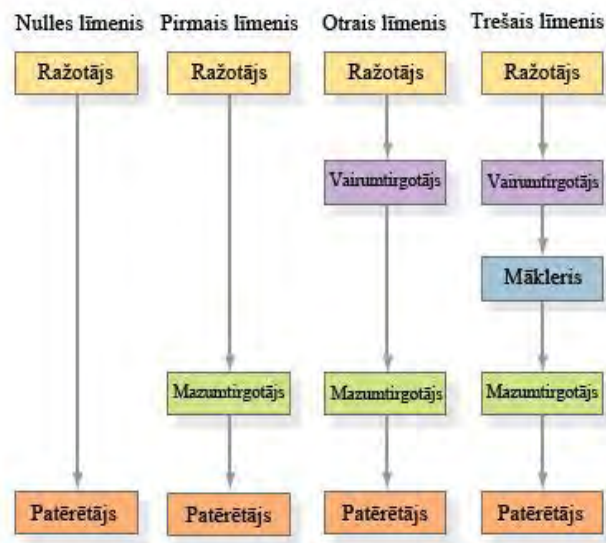 Nulles līmenis
Pirmais līmenis
Otrais līmenis
Trešais līmenis
Ražotājs
Ražotājs
Ražotājs
Ražotājs
Vairumtirgotājs
Vairumtirgotājs
Mākleris
Mazumtirgotājs
Mazumtirgotājs
Mazumtirgotājs
Patērētājs
Patērētājs
Patērētājs
Patērētājs